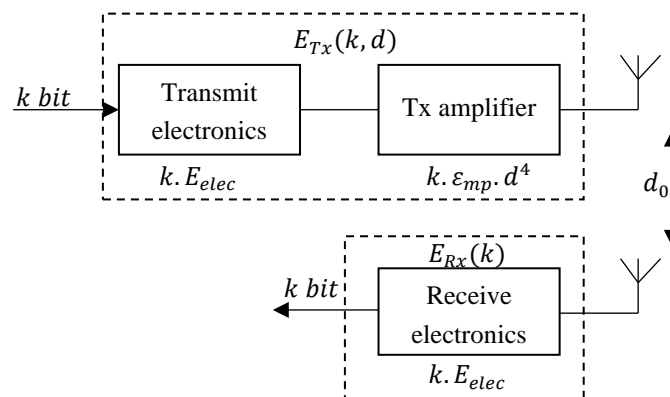 E_{Tx}(k, d)
k bit
Transmit
electronics
Tx amplifier
k. E_{elec}
k. ε_{mp}. d^4
d_0
E_{Rx}(k)
k bit
Receive
electronics
k. E_{elec}